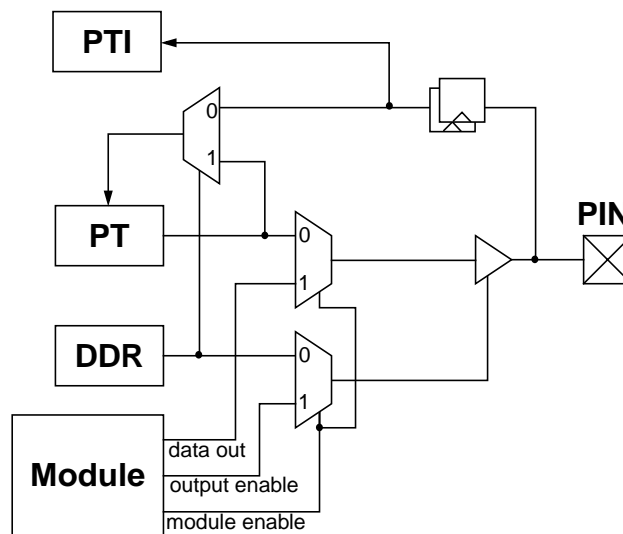 PTI
0
1
PT
PIN
0
1
DDR
0
1
Module
data out
output enable
module enable